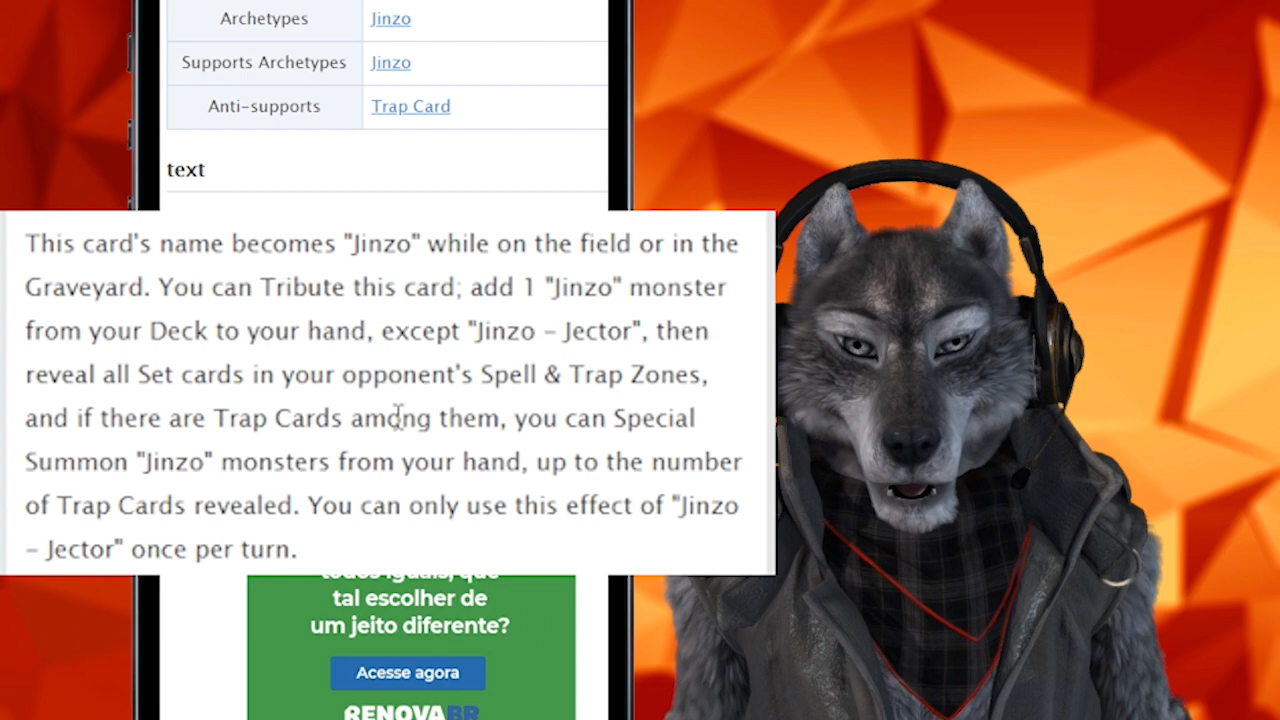 Archetypes Jinzo
Supports Archetypes Jinzo
Anti-supports Trap Card
text
This card's name becomes "Jinzo" while on the field or in the
Graveyard. You can Tribute this card; add 1 "Jinzo" monster
from your Deck to your hand, except "Jinzo - Jector", then
reveal all Set cards in your opponent's Spell & Trap Zones,
and if there are Trap Cards among them, you can Special
Summon "Jinzo" monsters from your hand, up to the number
of Trap Cards revealed. You can only use this effect of "Jinzo
- Jector" once per turn.
todos iguais, que
tal escolher de
um jeito diferente?
Acesse agora
RENOVABR